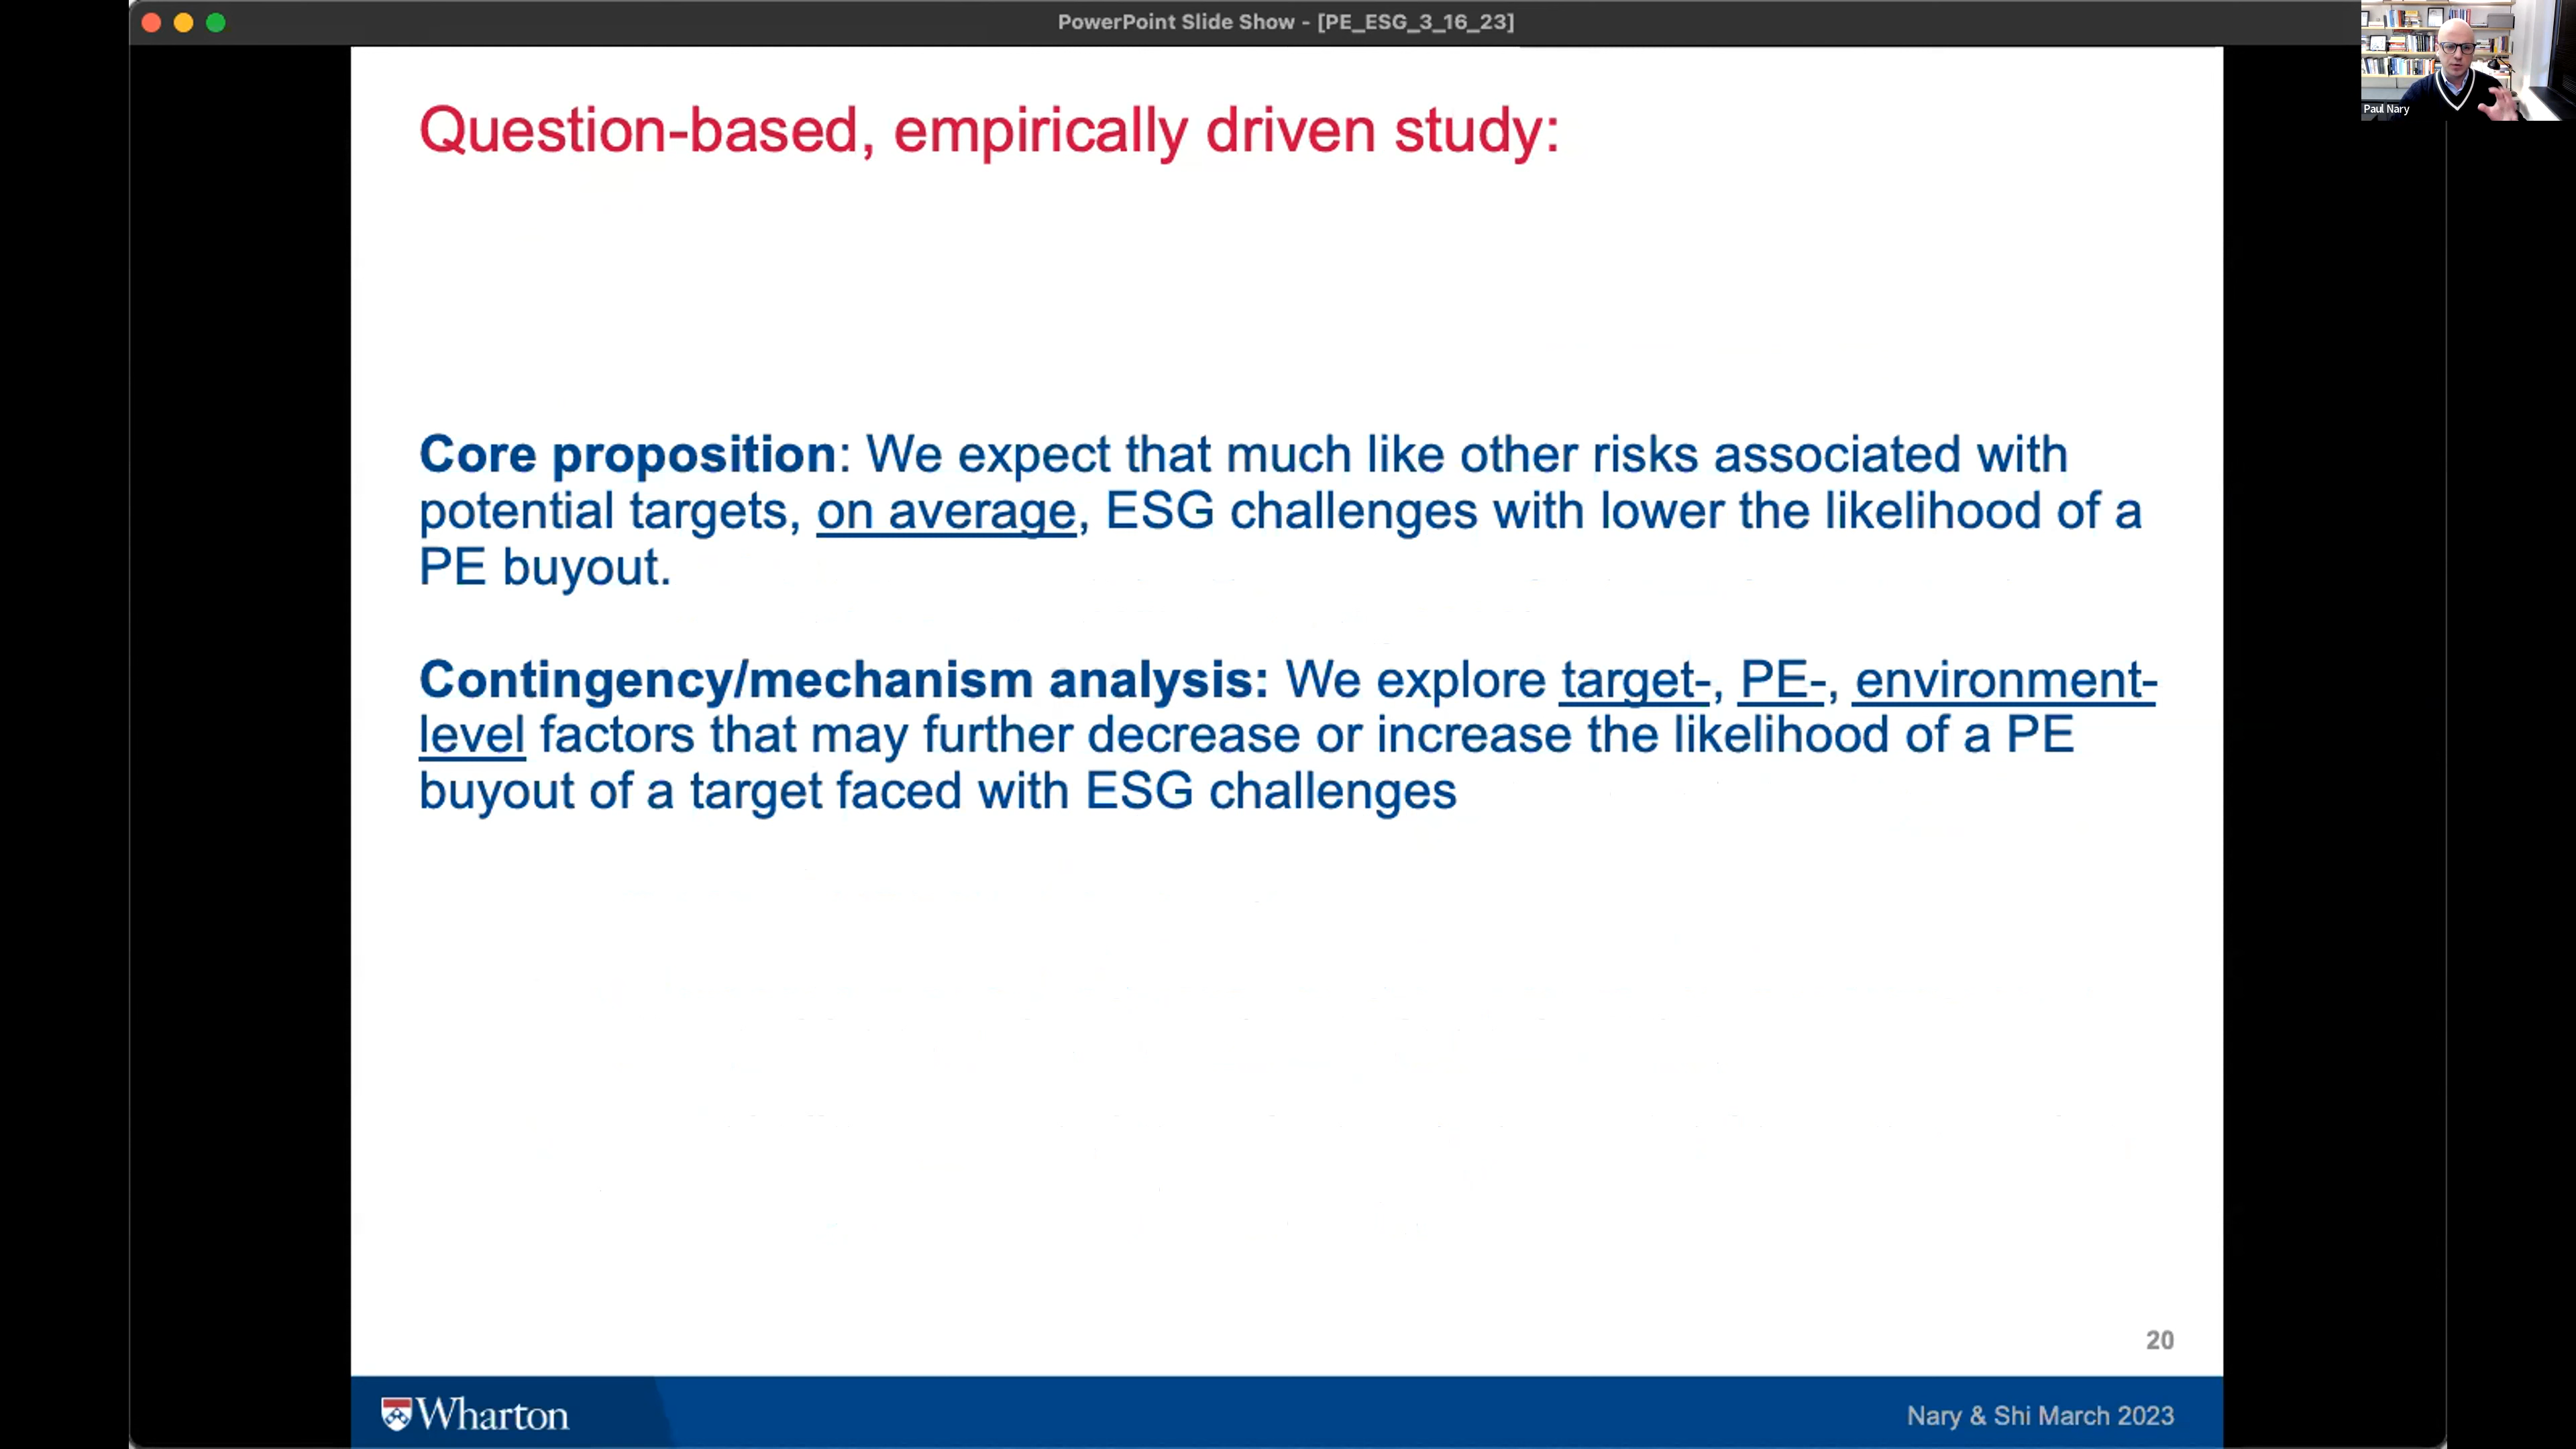 PowerPoint Slide Show - [PE_ESG_3_16_23]
Paul Nary
Question-based, empirically driven study:
Core proposition: We expect that much like other risks associated with
potential targets, on average, ESG challenges with lower the likelihood of a
PE buyout.
Contingency/mechanism analysis: We explore target-, PE-, environment-
level factors that may further decrease or increase the likelihood of a PE
buyout of a target faced with ESG challenges
20
Wharton
Nary & Shi March 2023